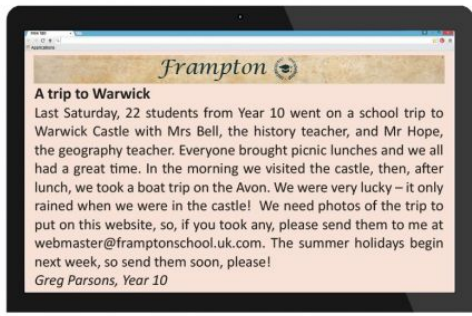 New Tab
Applications
Frampton
A trip to Warwick
Last Saturday, 22 students from Year 10 went on a school trip to
Warwick Castle with Mrs Bell, the history teacher, and Mr Hope,
the geography teacher. Everyone brought picnic lunches and we all
had a great time. In the morning we visited the castle, then, after
lunch, we took a boat trip on the Avon. We were very lucky – it only
rained when we were in the castle! We need photos of the trip to
put on this website, so, if you took any, please send them to me at
webmaster@framptonschool.uk.com. The summer holidays begin
next week, so send them soon, please!
Greg Parsons, Year 10